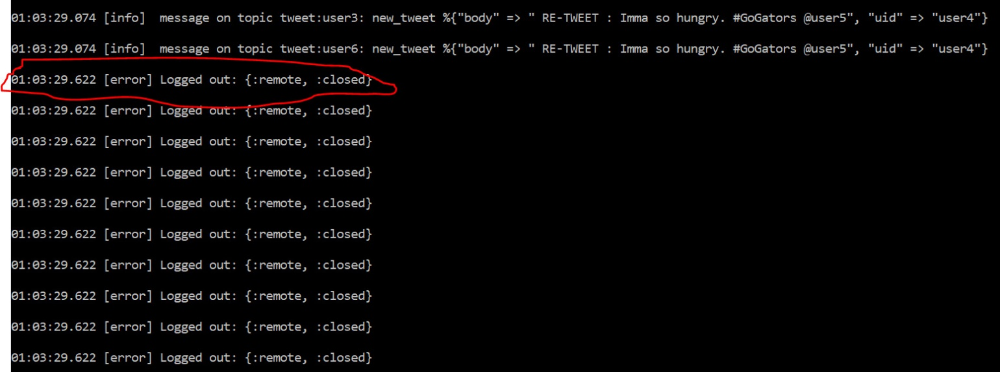 01:03:29.074 [info]  message on topic tweet:user3: new_tweet %{"body" => " RE-TWEET : Imma so hungry. #GoGators @user5", "uid" => "user4"}
01:03:29.074 [info]  message on topic tweet:user6: new_tweet %{"body" => " RE-TWEET : Imma so hungry. #GoGators @user5", "uid" => "user4"}
01:03:29.622 [error] Logged out: {:remote, :closed}
01:03:29.622 [error] Logged out: {:remote, :closed}
01:03:29.622 [error] Logged out: {:remote, :closed}
01:03:29.622 [error] Logged out: {:remote, :closed}
01:03:29.622 [error] Logged out: {:remote, :closed}
01:03:29.622 [error] Logged out: {:remote, :closed}
01:03:29.622 [error] Logged out: {:remote, :closed}
01:03:29.622 [error] Logged out: {:remote, :closed}
01:03:29.622 [error] Logged out: {:remote, :closed}
01:03:29.622 [error] Logged out: {:remote, :closed}